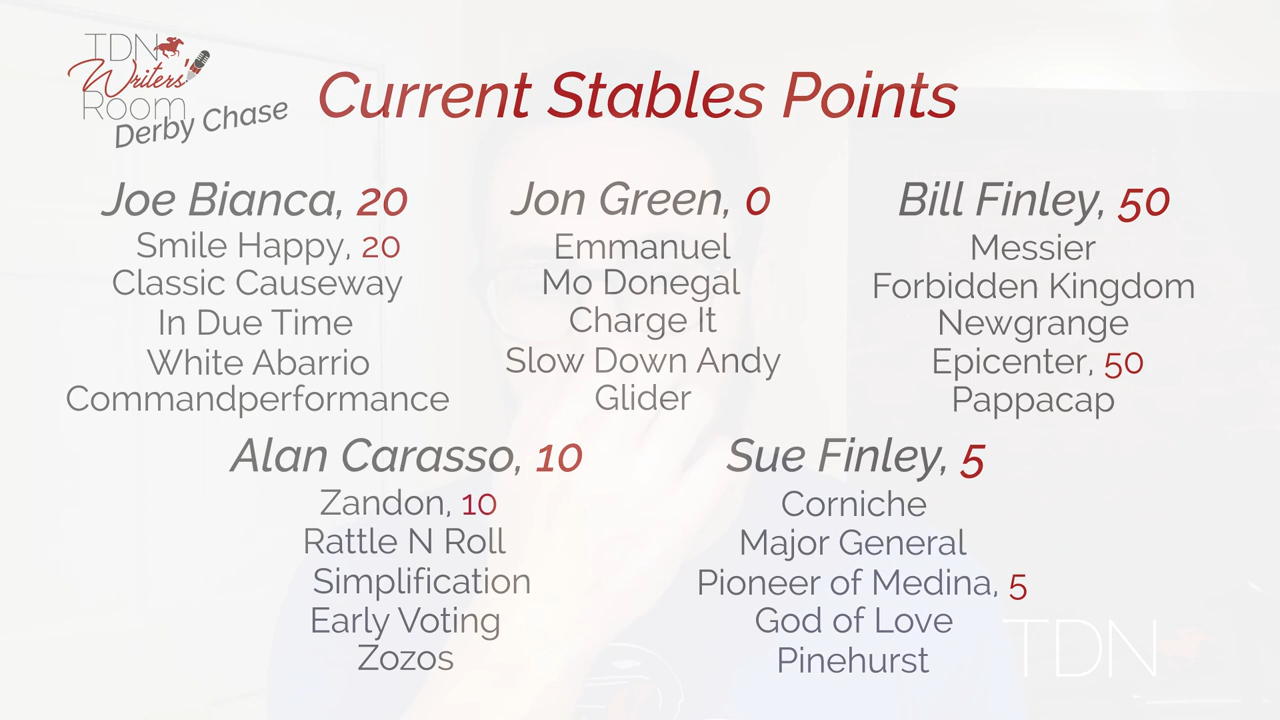 TDN
Writers'
Room
Derby Chase
Current Stables Points
Joe Bianca, 20
Smile Happy, 20
Classic Causeway
In Due Time
White Abarrio
Commandperformance
Jon Green, 0
Emmanuel
Mo Donegal
Charge It
Slow Down Andy
Glider
Bill Finley, 50
Messier
Forbidden Kingdom
Newgrange
Epicenter, 50
Pappacap
Alan Carasso, 10
Zandon, 10
Rattle N Roll
Simplification
Early Voting
Zozos
Sue Finley, 5
Corniche
Major General
Pioneer of Medina, 5
God of Love
Pinehurst
TDN